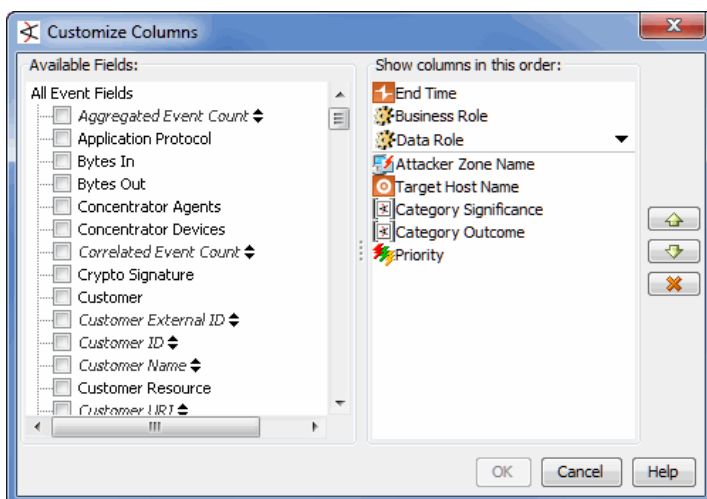 Customize Columns
Available Fields:
All Event Fields
Aggregated Event Count
Application Protocol
Bytes In
Bytes Out
Concentrator Agents
Concentrator Devices
Correlated Event Count
Crypto Signature
Customer
Customer External ID
Customer ID
Customer Name
Customer Resource
Customer URI
Show columns in this order:
End Time
Business Role
Data Role
Attacker Zone Name
Target Host Name
Category Significance
Category Outcome
Priority
OK
Cancel
Help